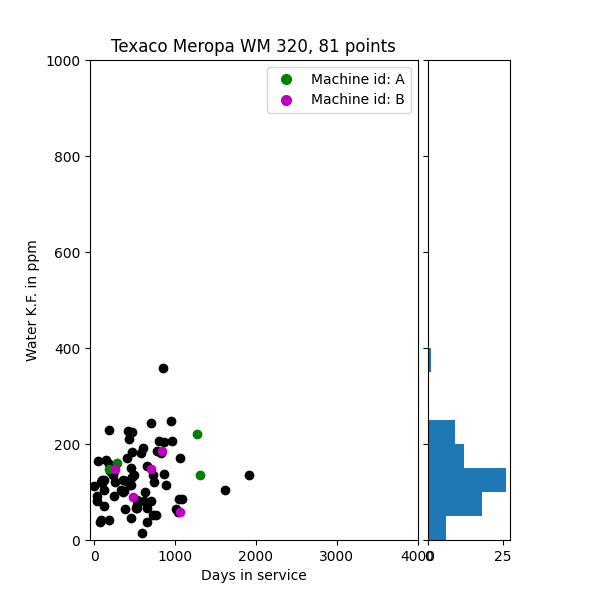 Texaco Meropa WM 320, 81 points
Machine id: A
Machine id: B
Water K.F. in ppm
1000
800
600
400
200
0
0 1000 2000 3000 4000
0 25
Days in service